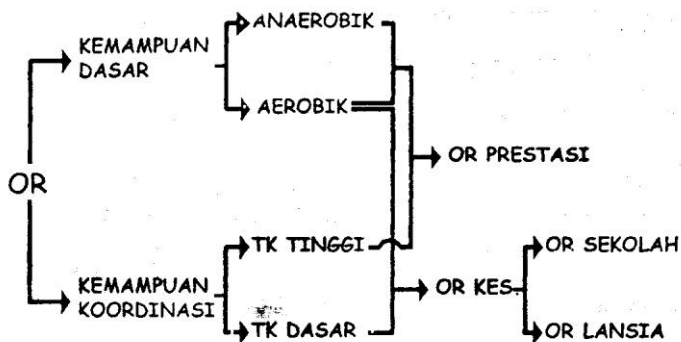 ANAEROBIK
KEMAMPUAN
DASAR
AEROBIK
OR PRESTASI
OR
TK TINGGI
OR SEKOLAH
KEMAMPUAN
KOORDINASI
OR KES
TK DASAR
OR LANSIA